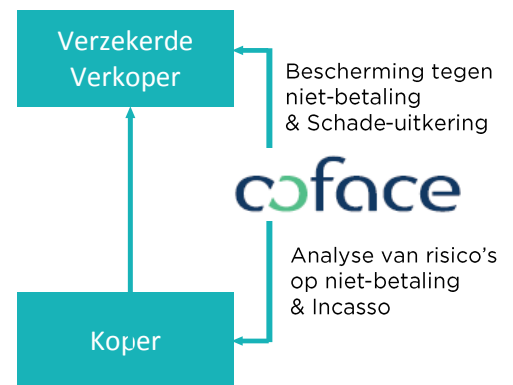 Verzekerde
Verkoper
Bescherming tegen
niet-betaling
& Schade-uitkering
coface
Analyse van risico's
op niet-betaling
& Incasso
Koper